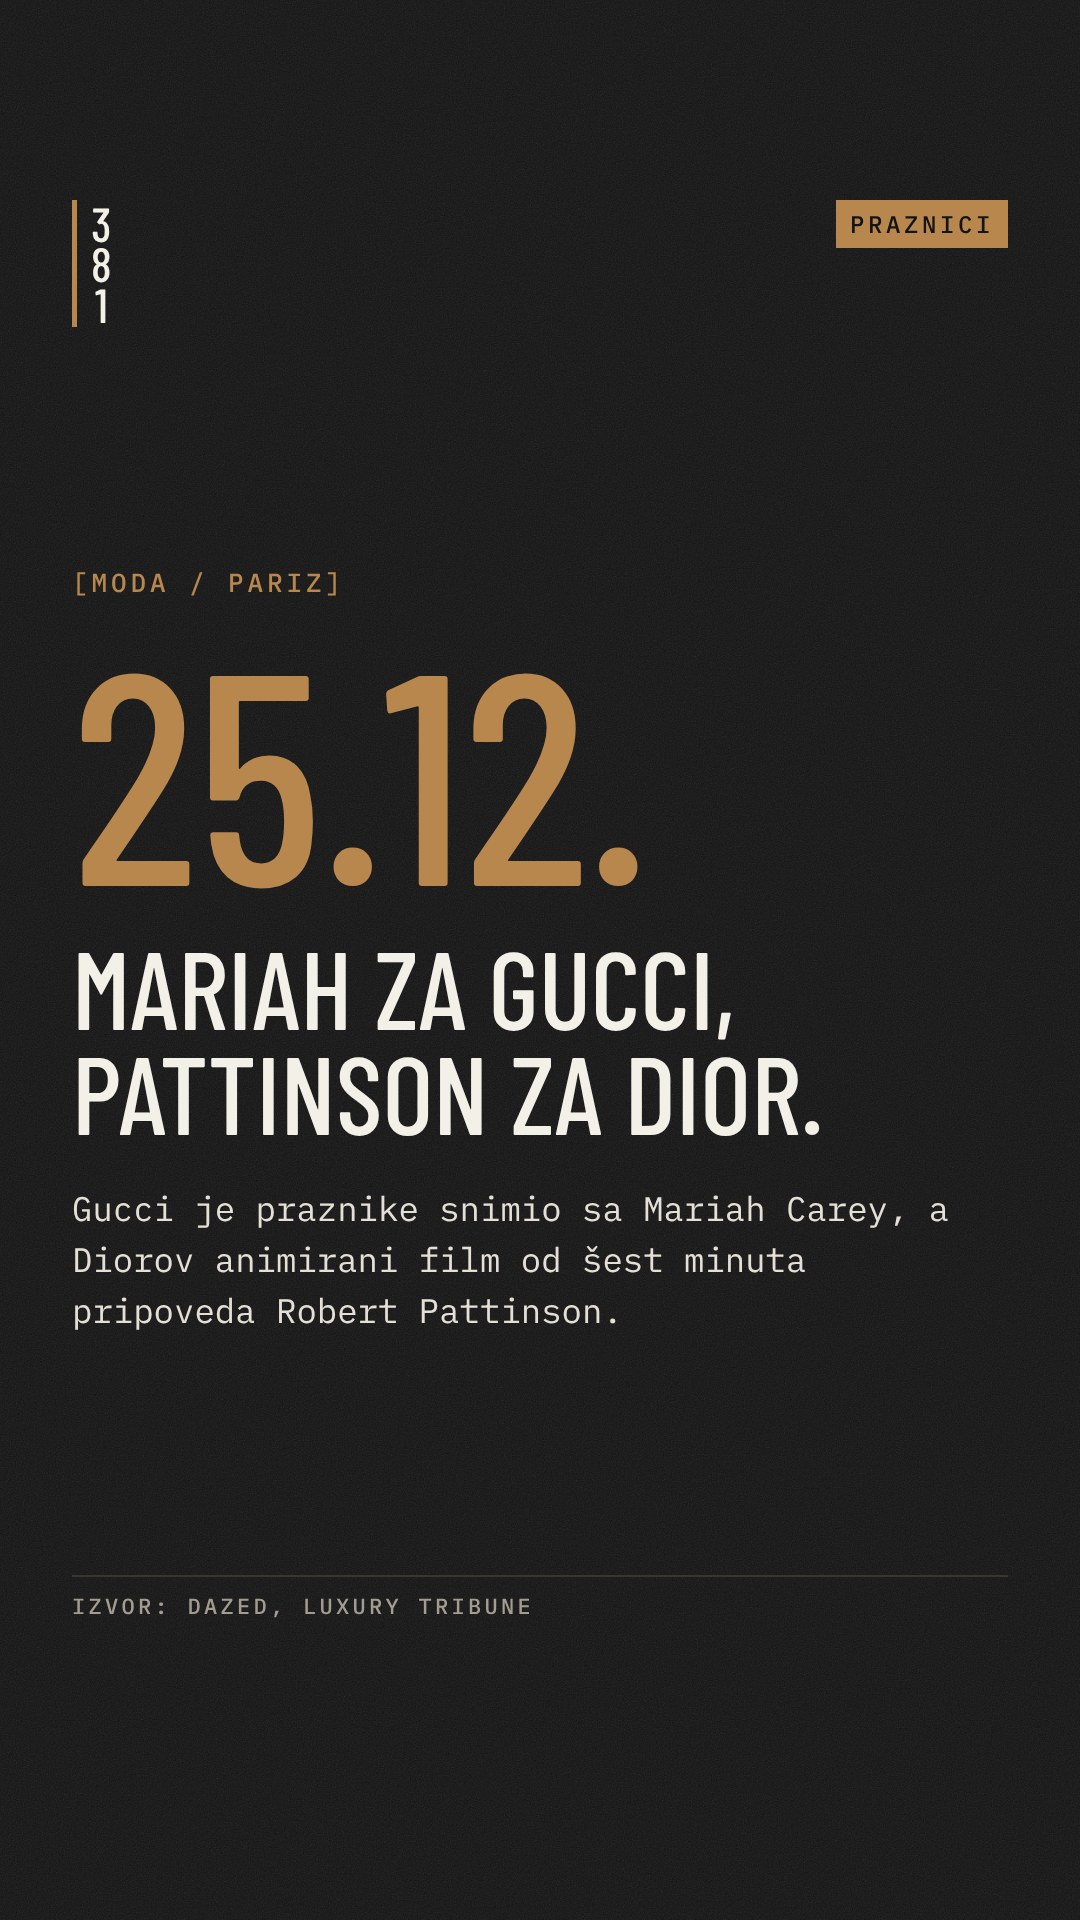 3
8
1
PRAZNICI
[MODA / PARIZ]
25.12.
MARIAH ZA GUCCI,
PATTINSON ZA DIOR.
Gucci je praznike snimio sa Mariah Carey, a
Diorov animirani film od šest minuta
pripoveda Robert Pattinson.
IZVOR: DAZED, LUXURY TRIBUNE